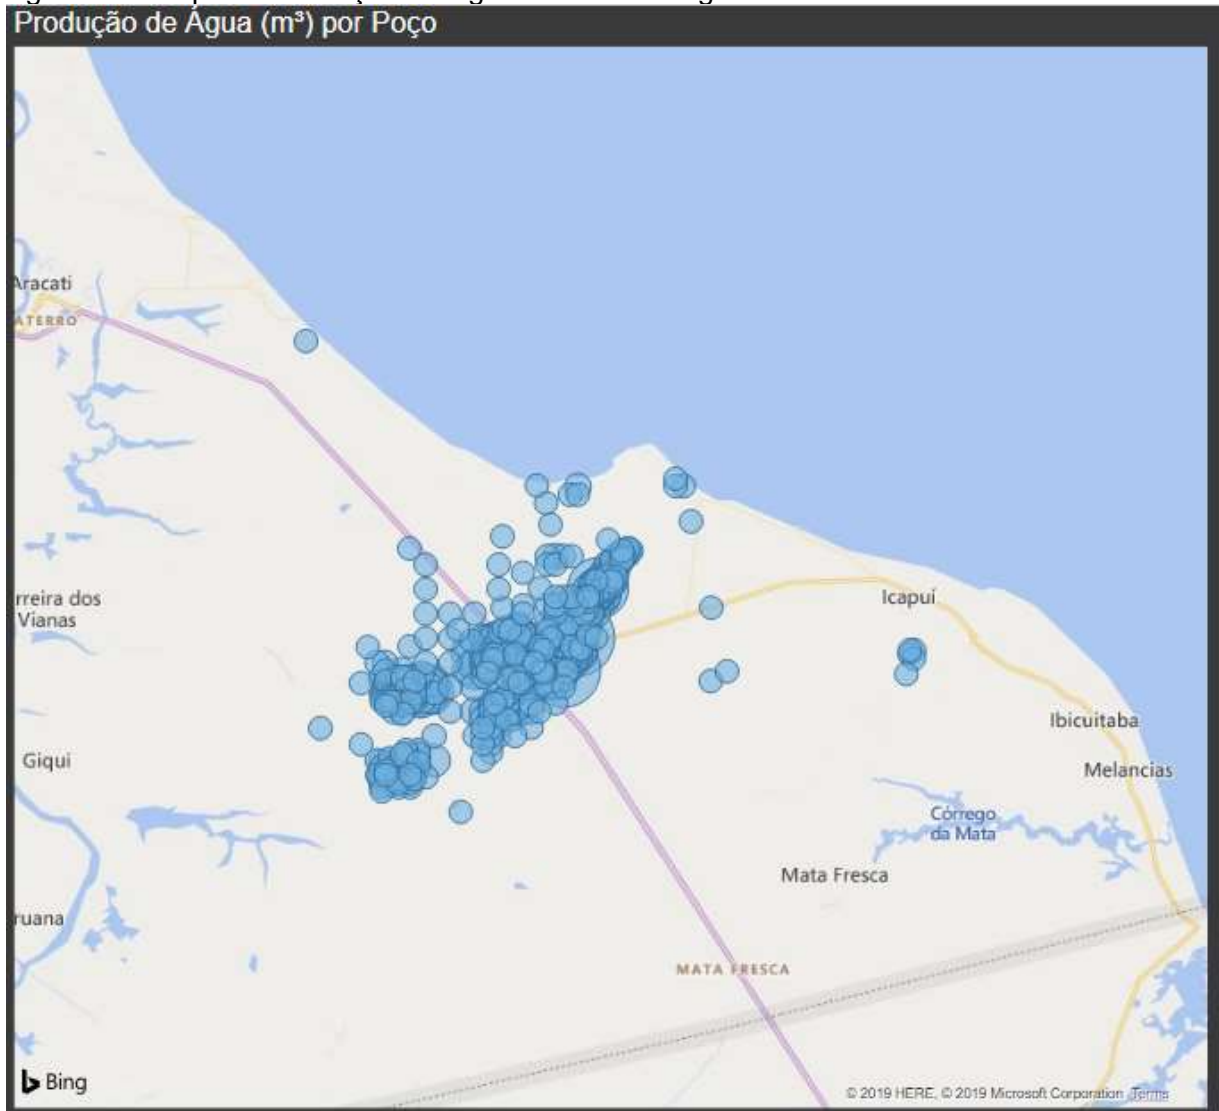 Produção de Água (m³) por Poço
Aracati
ATERRO
rreira dos
Vianas
Icapuí
Ibicuitaba
Giqui
Melancias
Córrego
da Mata
Mata Fresca
ruana
MATA FRESCA
Bing
© 2019 HERE, © 2019 Microsoft Corporation Terms